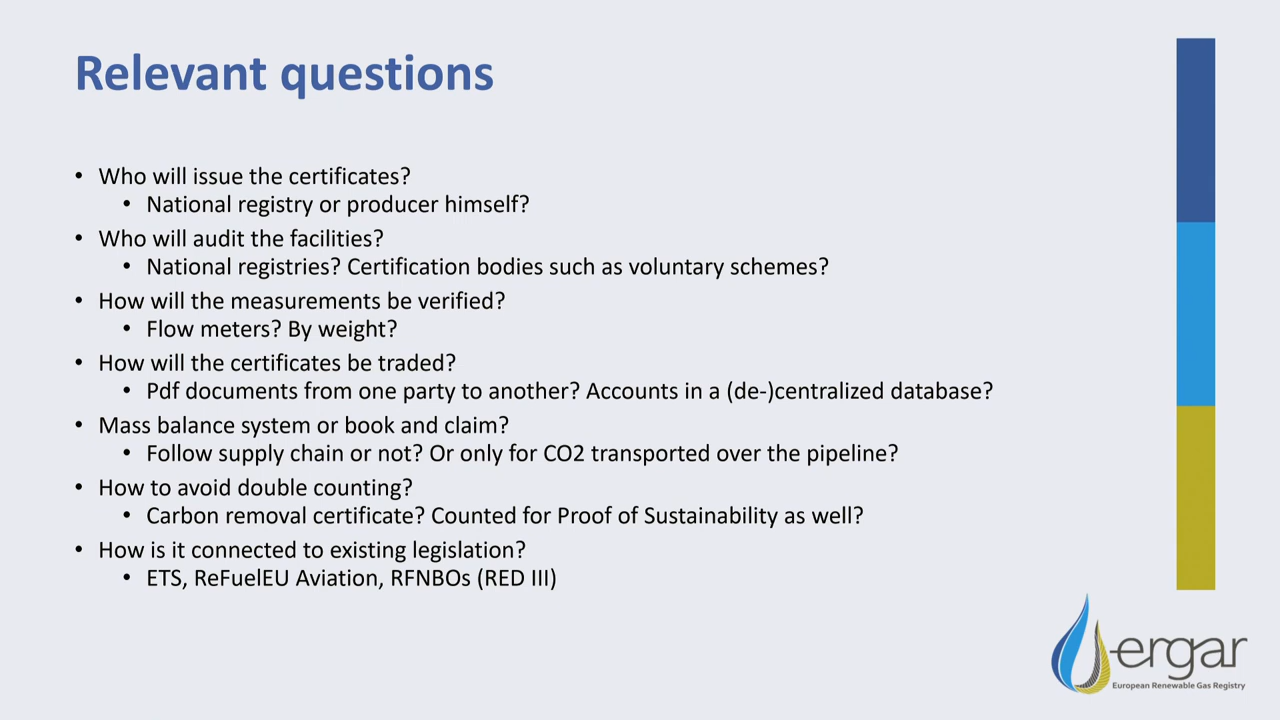 Relevant questions
• Who will issue the certificates?
• National registry or producer himself?
• Who will audit the facilities?
• National registries? Certification bodies such as voluntary schemes?
• How will the measurements be verified?
• Flow meters? By weight?
• How will the certificates be traded?
• Pdf documents from one party to another? Accounts in a (de-)centralized database?
• Mass balance system or book and claim?
• Follow supply chain or not? Or only for CO2 transported over the pipeline?
• How to avoid double counting?
• Carbon removal certificate? Counted for Proof of Sustainability as well?
• How is it connected to existing legislation?
• ETS, ReFuelEU Aviation, RFNBOs (RED III)
ergar
European Renewable Gas Registry